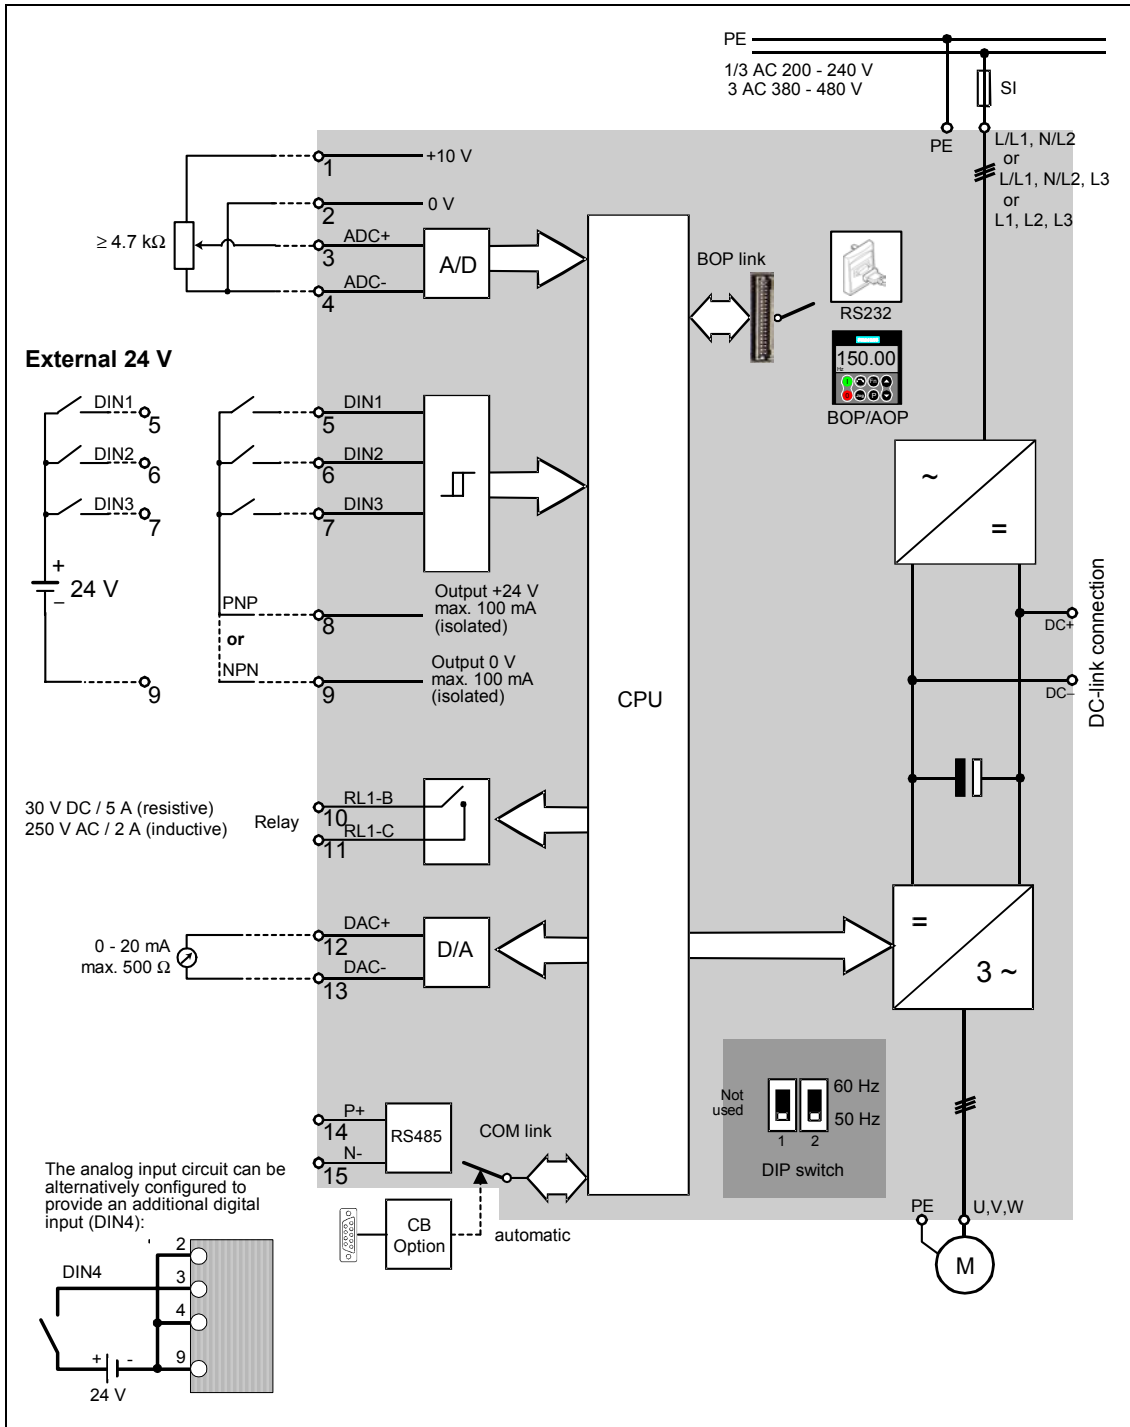 PE
1/3 AC 200 - 240 V
3 AC 380 - 480 V
SI
PE
L/L1, N/L2
or
L/L1, N/L2, L3
or
L1, L2, L3
1
+10 V
2
0 V
≥ 4.7 kΩ
3
ADC+
4
ADC-
A/D
BOP link
RS232
150.00
Hz
BOP/AOP
External 24 V
DIN1
5
DIN2
6
DIN3
7
+
24 V
–
9
DIN1
5
DIN2
6
DIN3
7
PNP
8
or
NPN
9
Output +24 V
max. 100 mA
(isolated)
Output 0 V
max. 100 mA
(isolated)
CPU
~
=
DC+
DC–
DC-link connection
30 V DC / 5 A (resistive)
250 V AC / 2 A (inductive)
Relay
RL1-B
10
RL1-C
11
0 - 20 mA
max. 500 Ω
DAC+
12
DAC-
13
D/A
=
3 ~
Not
used
60 Hz
50 Hz
1
2
DIP switch
P+
14
N-
15
RS485
COM link
CB
Option
automatic
PE
U,V,W
M
The analog input circuit can be
alternatively configured to
provide an additional digital
input (DIN4):
DIN4
2
3
4
9
+
-
24 V